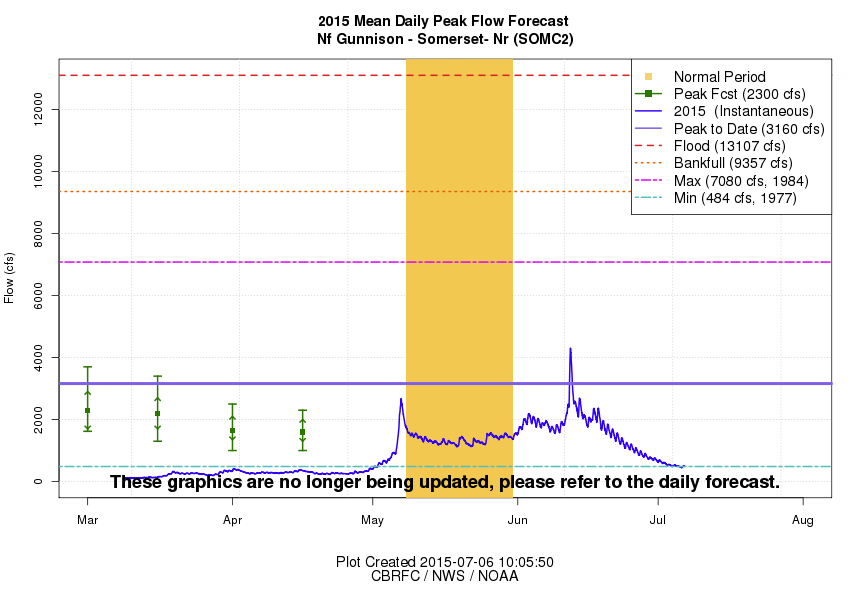 2015 Mean Daily Peak Flow Forecast
Nf Gunnison - Somerset- Nr (SOMC2)
Normal Period
Peak Fcst (2300 cfs)
2015  (Instantaneous)
Peak to Date (3160 cfs)
Flood (13107 cfs)
Bankfull (9357 cfs)
Max (7080 cfs, 1984)
Min (484 cfs, 1977)
Flow (cfs)
12000
10000
8000
6000
4000
2000
0
These graphics are no longer being updated, please refer to the daily forecast.
Mar Apr May Jun Jul Aug
Plot Created 2015-07-06 10:05:50
CBRFC / NWS / NOAA